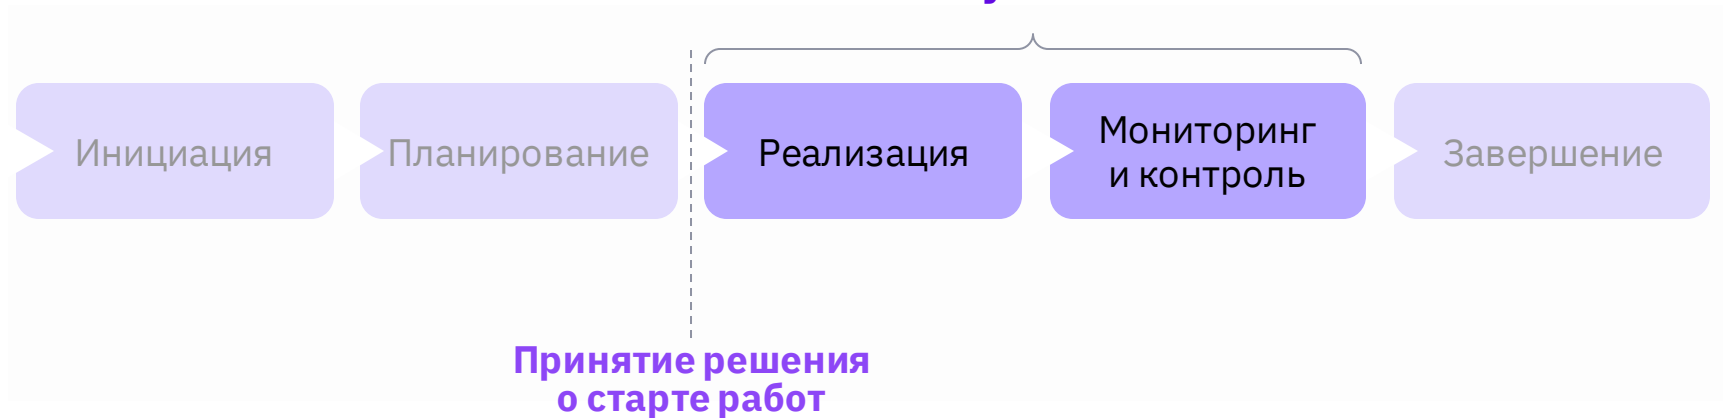 Инициация
Планирование
Реализация
Мониторинг
и контроль
Завершение
Принятие решения
о старте работ